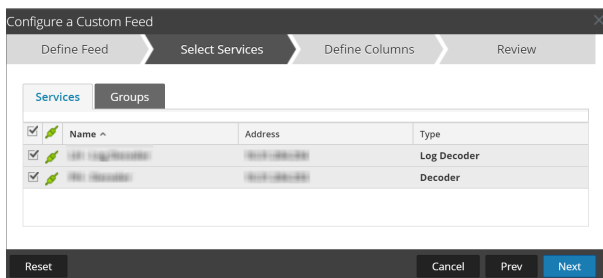 Configure a Custom Feed
Define Feed Select Services Define Columns Review
Services Groups
Name Address Type
Log Decoder
Decoder
Reset Cancel Prev Next